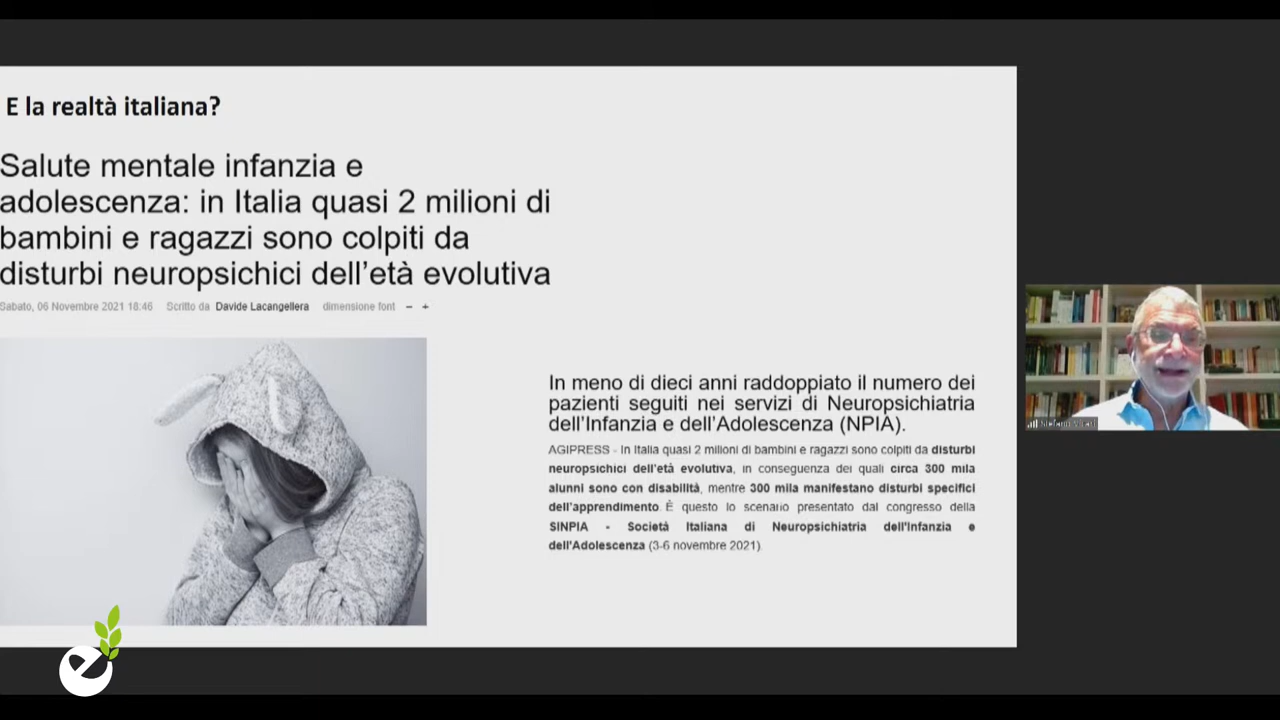 E la realtà italiana?
Salute mentale infanzia e
adolescenza: in Italia quasi 2 milioni di
bambini e ragazzi sono colpiti da
disturbi neuropsichici dell'età evolutiva
Sabato, 06 Novembre 2021 18:46 Scritto da Davide Lacangellera dimensione font − +
In meno di dieci anni raddoppiato il numero dei
pazienti seguiti nei servizi di Neuropsichiatria
dell'Infanzia e dell'Adolescenza (NPIA).
AGIPRESS - In Italia quasi 2 milioni di bambini e ragazzi sono colpiti da disturbi
neuropsichici dell'età evolutiva, in conseguenza dei quali circa 300 mila
alunni sono con disabilità, mentre 300 mila manifestano disturbi specifici
dell'apprendimento. È questo lo scenario presentato dal congresso della
SINPIA - Società Italiana di Neuropsichiatria dell'Infanzia e
dell'Adolescenza (3-6 novembre 2021).
Stefano